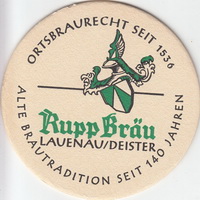 ORTSBRAURECHT SEIT 1536
Rupp Bräu
LAUENAU/DEISTER
ALTE BRAUTRADITION SEIT 140 JAHREN